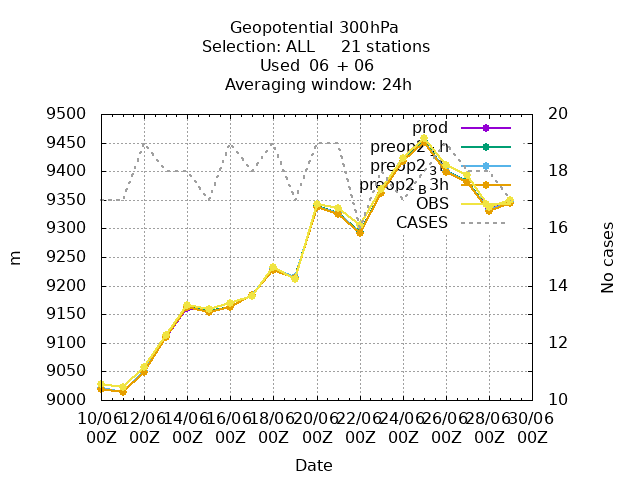 Geopotential 300hPa
Selection: ALL     21 stations
Used  06 + 06
Averaging window: 24h
9500
9450
9400
9350
9300
9250
9200
9150
9100
9050
9000
20
18
16
14
12
10
prod
OBS
CASES
m
No cases
10/06 12/06 14/06 16/06 18/06 20/06 22/06 24/06 26/06 28/06 30/06
00Z 00Z 00Z 00Z 00Z 00Z 00Z 00Z 00Z 00Z 00Z
Date